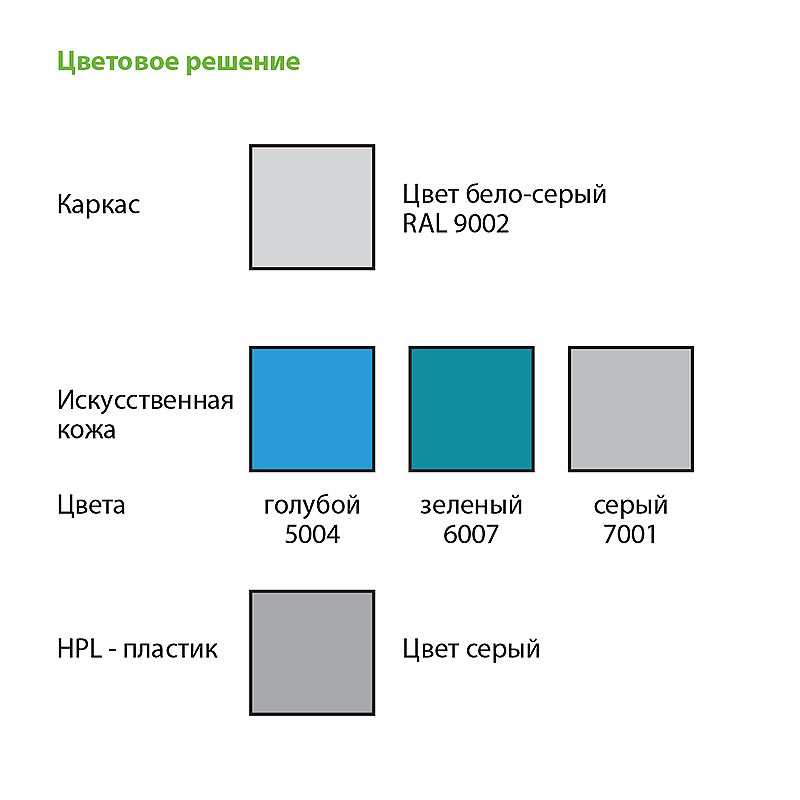 Цветовое решение
Каркас
Цвет бело-серый
RAL 9002
Искусственная
кожа
Цвета
голубой
5004
зеленый
6007
серый
7001
HPL - пластик
Цвет серый